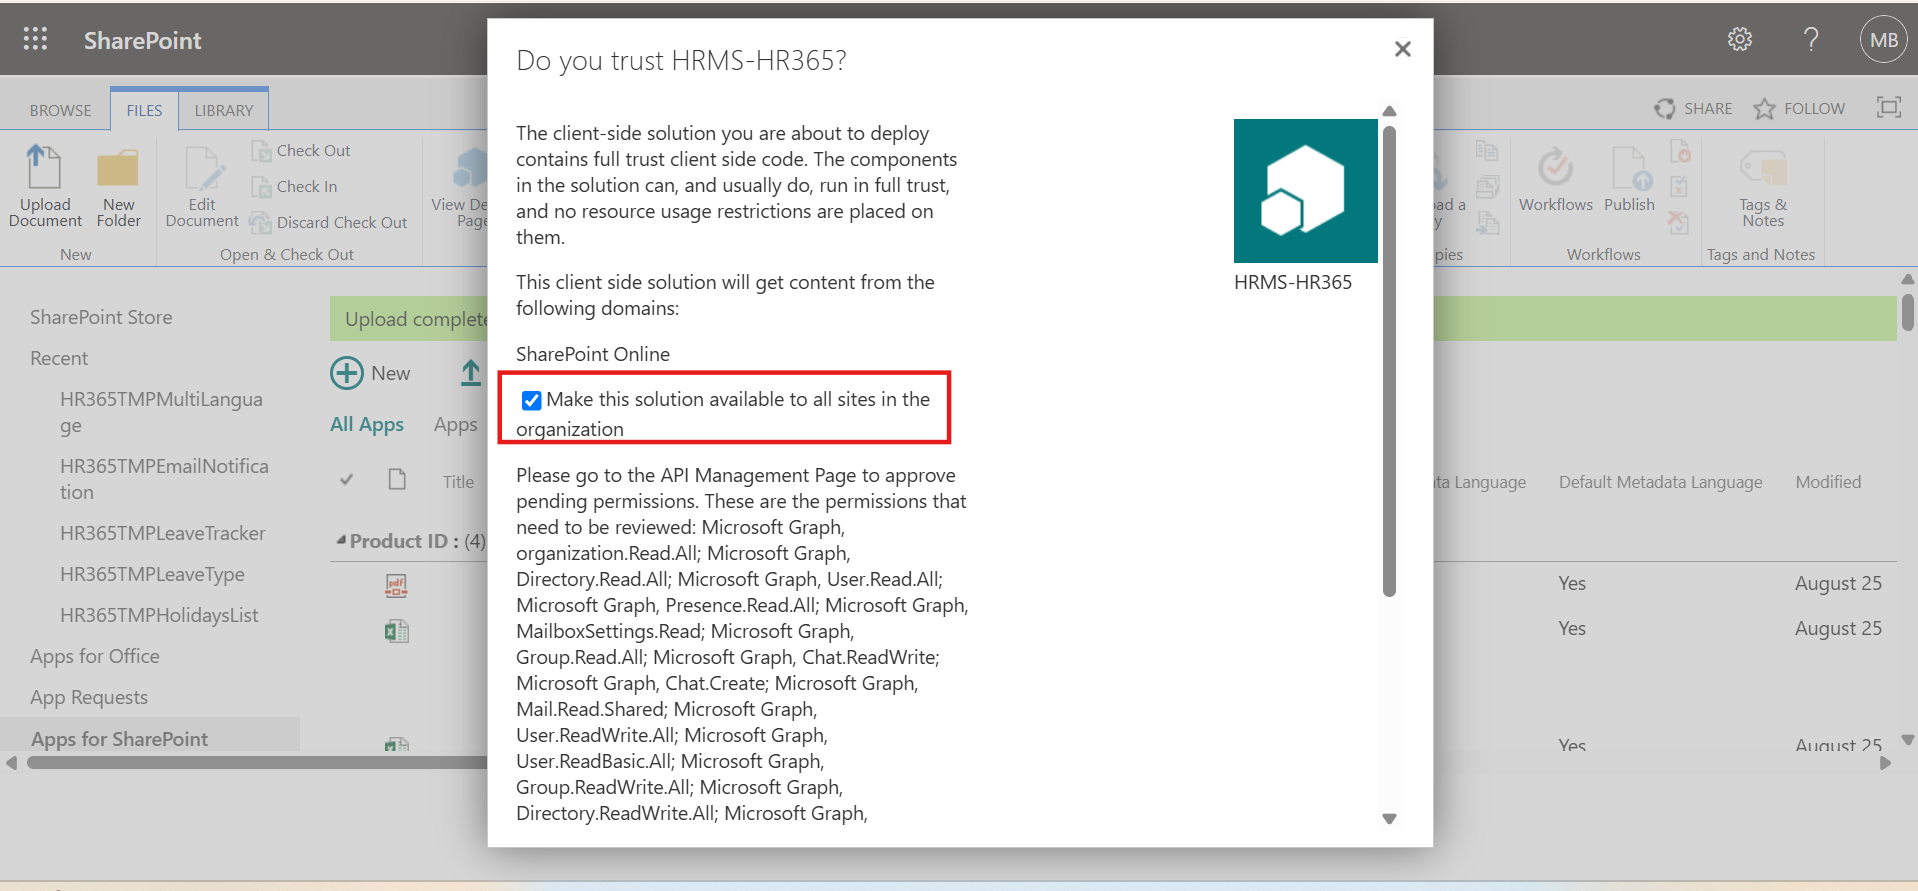 SharePoint
MB
BROWSE
FILES
LIBRARY
SHARE
FOLLOW
Upload
Document
New
Folder
New
Edit
Document
Check Out
Check In
Discard Check Out
Open & Check Out
Workflows
Publish
Workflows
Tags &
Notes
Tags and Notes
SharePoint Store
Recent
HR365TMPMultiLangua
ge
HR365TMPEmailNotifica
tion
HR365TMPLeaveTracker
HR365TMPLeaveType
HR365TMPHolidaysList
Apps for Office
App Requests
Apps for SharePoint
Upload complete
New
All Apps
Apps
Title
Product ID : (4)
pdf
Do you trust HRMS-HR365?
The client-side solution you are about to deploy
contains full trust client side code. The components
in the solution can, and usually do, run in full trust,
and no resource usage restrictions are placed on
them.
This client side solution will get content from the
following domains:
SharePoint Online
Make this solution available to all sites in the
organization
Please go to the API Management Page to approve
pending permissions. These are the permissions that
need to be reviewed: Microsoft Graph,
organization.Read.All; Microsoft Graph,
Directory.Read.All; Microsoft Graph, User.Read.All;
Microsoft Graph, Presence.Read.All; Microsoft Graph,
MailboxSettings.Read; Microsoft Graph,
Group.Read.All; Microsoft Graph, Chat.ReadWrite;
Microsoft Graph, Chat.Create; Microsoft Graph,
Mail.Read.Shared; Microsoft Graph,
User.ReadWrite.All; Microsoft Graph,
User.ReadBasic.All; Microsoft Graph,
Group.ReadWrite.All; Microsoft Graph,
Directory.ReadWrite.All; Microsoft Graph,
HRMS-HR365
Language
Default Metadata Language
Modified
Yes
August 25
Yes
August 25
Yes
August 25